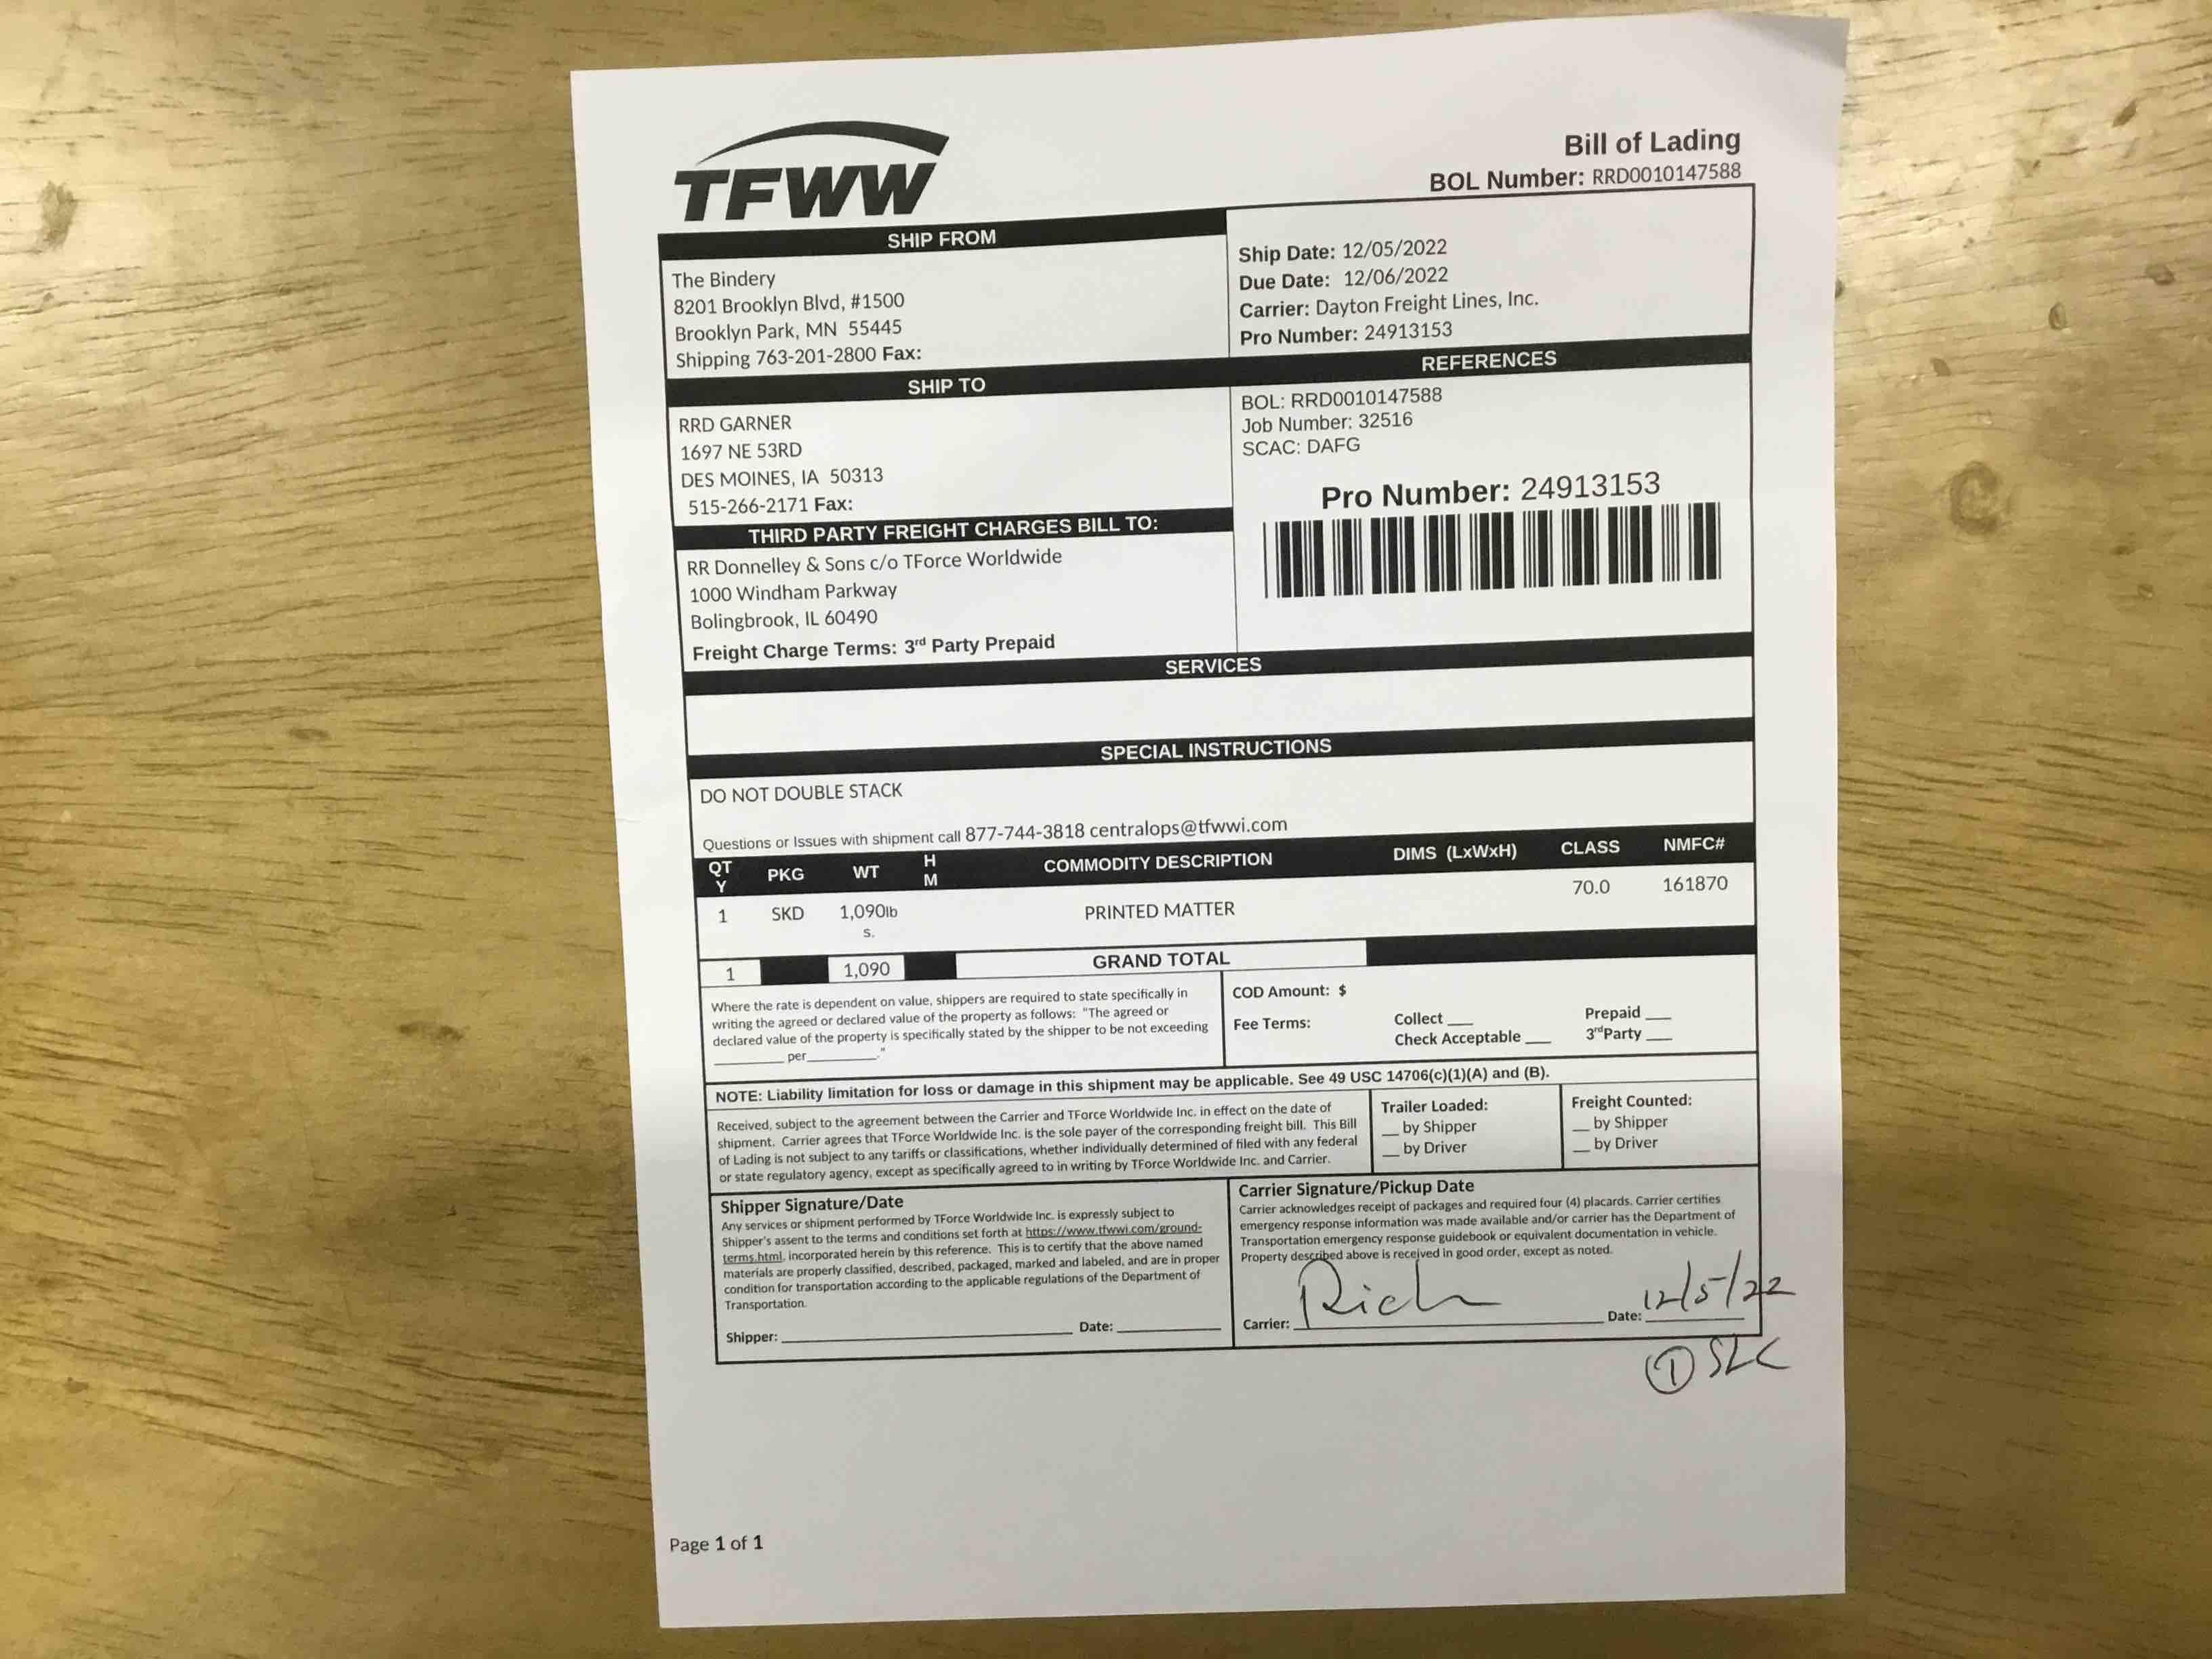 TFWW
Bill of Lading
BOL Number: RRD0010147588
SHIP FROM
The Bindery
8201 Brooklyn Blvd, #1500
Brooklyn Park, MN 55445
Shipping 763-201-2800 Fax:
Ship Date: 12/05/2022
Due Date: 12/06/2022
Carrier: Dayton Freight Lines, Inc.
Pro Number: 24913153
SHIP TO
RRD GARNER
1697 NE 53RD
DES MOINES, IA 50313
515-266-2171 Fax:
REFERENCES
BOL: RRD0010147588
Job Number: 32516
SCAC: DAFG
Pro Number: 24913153
THIRD PARTY FREIGHT CHARGES BILL TO:
RR Donnelley & Sons c/o TForce Worldwide
1000 Windham Parkway
Bolingbrook, IL 60490
Freight Charge Terms: 3rd Party Prepaid
SERVICES
SPECIAL INSTRUCTIONS
DO NOT DOUBLE STACK
Questions or Issues with shipment call 877-744-3818 centralops@tfwwi.com
QT Y PKG WT H M COMMODITY DESCRIPTION DIMS (LxWxH) CLASS NMFC#
1 SKD 1,090lb s. PRINTED MATTER 70.0 161870
1 1,090 GRAND TOTAL
Where the rate is dependent on value, shippers are required to state specifically in
writing the agreed or declared value of the property as follows: "The agreed or
declared value of the property is specifically stated by the shipper to be not exceeding
__________ per__________."
COD Amount: $
Fee Terms: Collect ___ Prepaid ___
Check Acceptable ___ 3rdParty ___
NOTE: Liability limitation for loss or damage in this shipment may be applicable. See 49 USC 14706(c)(1)(A) and (B).
Received, subject to the agreement between the Carrier and TForce Worldwide Inc. in effect on the date of
shipment. Carrier agrees that TForce Worldwide Inc. is the sole payer of the corresponding freight bill. This Bill
of Lading is not subject to any tariffs or classifications, whether individually determined of filed with any federal
or state regulatory agency, except as specifically agreed to in writing by TForce Worldwide Inc. and Carrier.
Trailer Loaded:
__ by Shipper
__ by Driver
Freight Counted:
__ by Shipper
__ by Driver
Shipper Signature/Date
Any services or shipment performed by TForce Worldwide Inc. is expressly subject to
Shipper's assent to the terms and conditions set forth at https://www.tfwwi.com/ground-
terms.html, incorporated herein by this reference. This is to certify that the above named
materials are properly classified, described, packaged, marked and labeled, and are in proper
condition for transportation according to the applicable regulations of the Department of
Transportation.
Shipper: ____________ Date: ____________
Carrier Signature/Pickup Date
Carrier acknowledges receipt of packages and required four (4) placards. Carrier certifies
emergency response information was made available and/or carrier has the Department of
Transportation emergency response guidebook or equivalent documentation in vehicle.
Property described above is received in good order, except as noted.
Carrier: Rich Date: 12/5/22
① SLC
Page 1 of 1